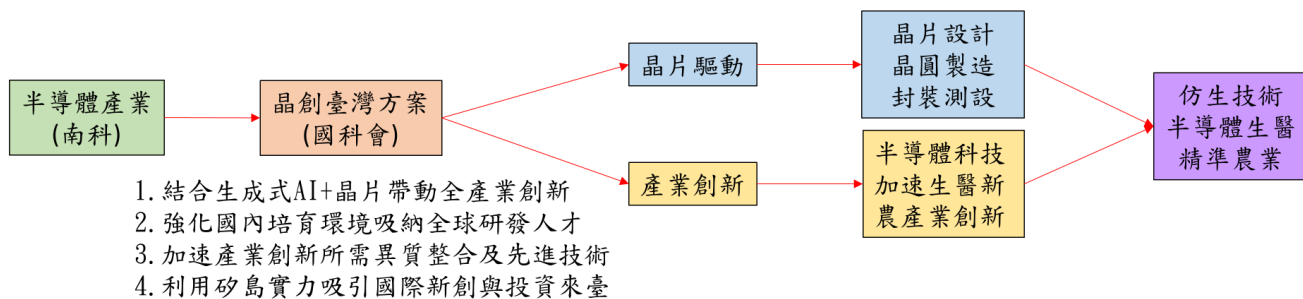 半導體產業
(南科)
晶創臺灣方案
(國科會)
1.結合生成式AI+晶片帶動全產業創新
2.強化國內培育環境吸納全球研發人才
3.加速產業創新所需異質整合及先進技術
4.利用矽島實力吸引國際新創與投資來臺
晶片驅動
晶片設計
晶圓製造
封裝測設
產業創新
半導體科技
加速生醫新
農產業創新
仿生技術
半導體生醫
精準農業